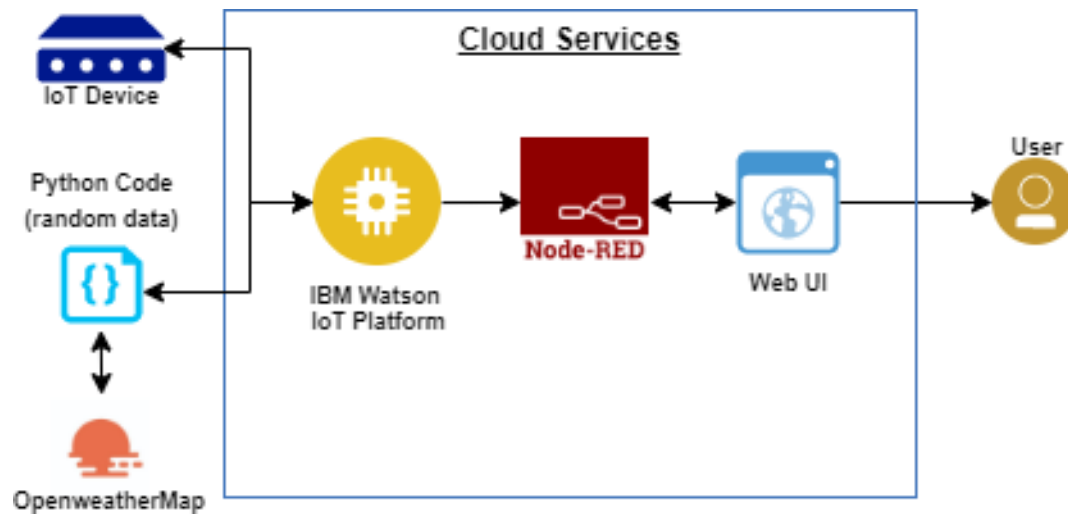 Cloud Services
IoT Device
Python Code
(random data)
{}
OpenweatherMap
IBM Watson
IoT Platform
Node-RED
Web UI
User